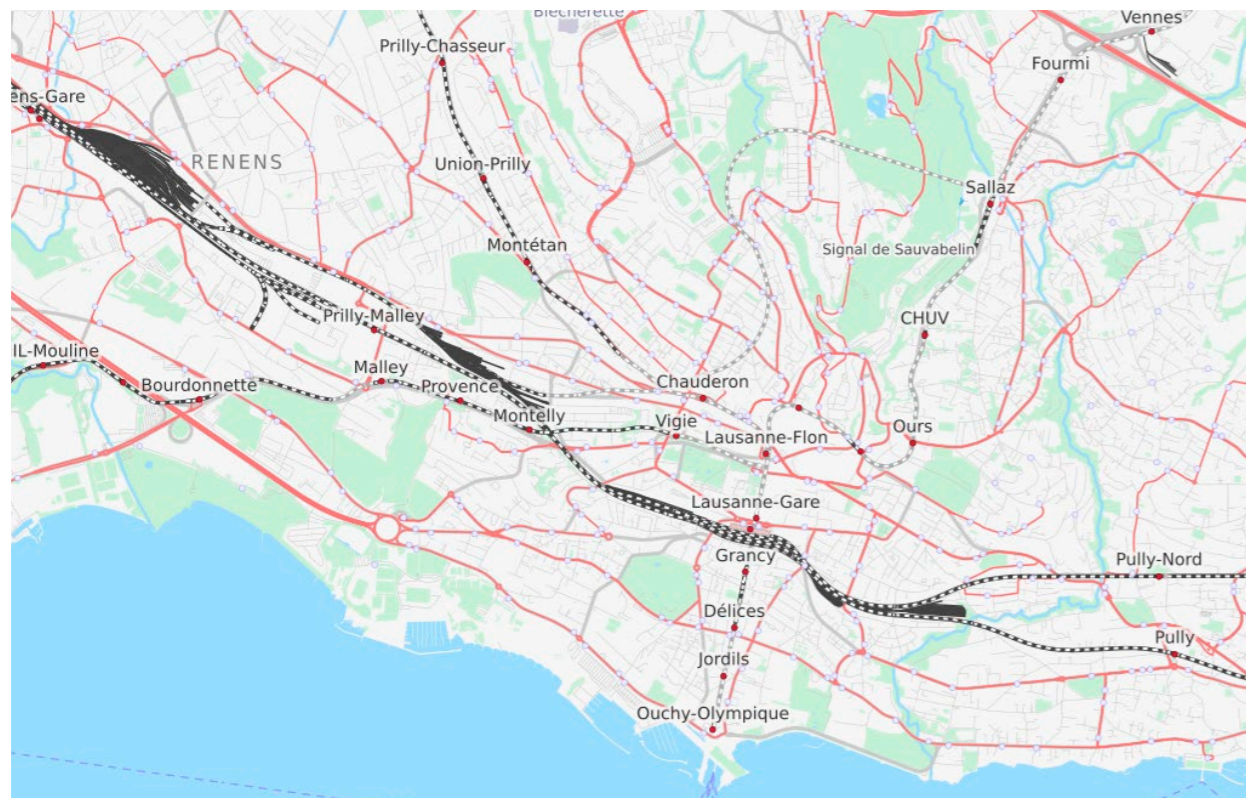 Blécherette
Vennes
Prilly-Chasseur
Fourmi
ens-Gare
RENENS
Union-Prilly
Sallaz
Montétan
Signal de Sauvabelin
Prilly-Malley
CHUV
IL-Mouline
Malley
Bourdonnette
Provence
Chauderon
Montelly
Vigie
Lausanne-Flon
Ours
Lausanne-Gare
Grancy
Pully-Nord
Délices
Pully
Jordils
Ouchy-Olympique